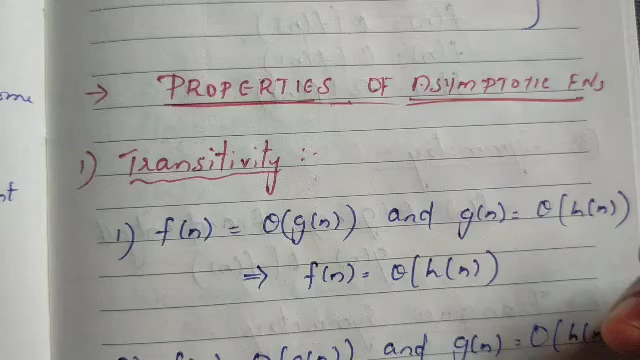 → PROPERTIES OF ASYMPTOTIC FNS
1) Transitivity :-
1) f(n) = θ(g(n)) and g(n) = θ(h(n))
⇒ f(n) = θ(h(n))
and g(n) = O(h(n